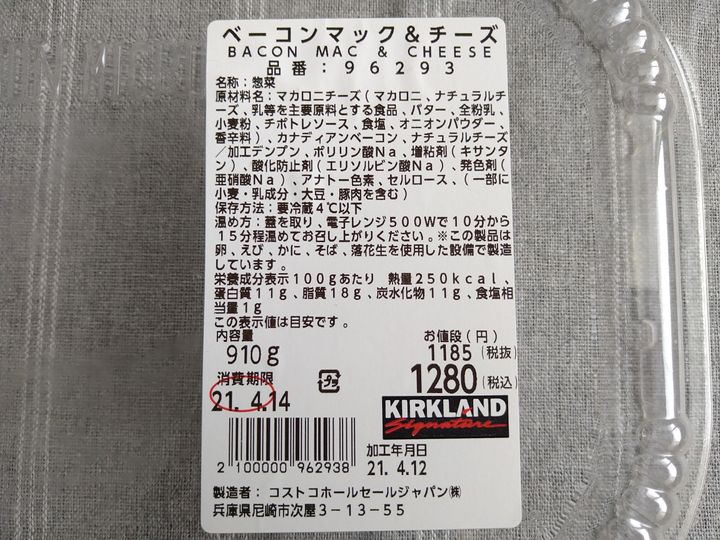 ベーコンマック&チーズ
BACON MAC & CHEESE
品番:96293
名称:惣菜
原材料名:マカロニチーズ(マカロニ、ナチュラルチ
ーズ、乳等を主要原料とする食品、バター、全粉乳、
小麦粉、チポトレソース、食塩、オニオンパウダー、
香辛料)、カナディアンベーコン、ナチュラルチーズ
/加工デンプン、ポリリン酸Na、増粘剤(キサンタ
ン)、酸化防止剤(エリソルビン酸Na)、発色剤(
亜硝酸Na)、アナトー色素、セルロース、(一部に
小麦・乳成分・大豆・豚肉を含む)
保存方法:要冷蔵4℃以下
温め方:蓋を取り、電子レンジ500Wで10分から
15分程温めてお召し上がりください。※この製品は
卵、えび、かに、そば、落花生を使用した設備で製造
しています。
栄養成分表示100gあたり 熱量250kcal、
蛋白質11g、脂質18g、炭水化物11g、食塩相
当量1g
この表示値は目安です。
内容量 お値段(円)
910g 1185(税抜)
消費期限 プラ 1280(税込)
21. 4.14
KIRKLAND
Signature
加工年月日
21. 4.12
2 100000 962938
製造者: コストコホールセールジャパン㈱
兵庫県尼崎市次屋3-13-55